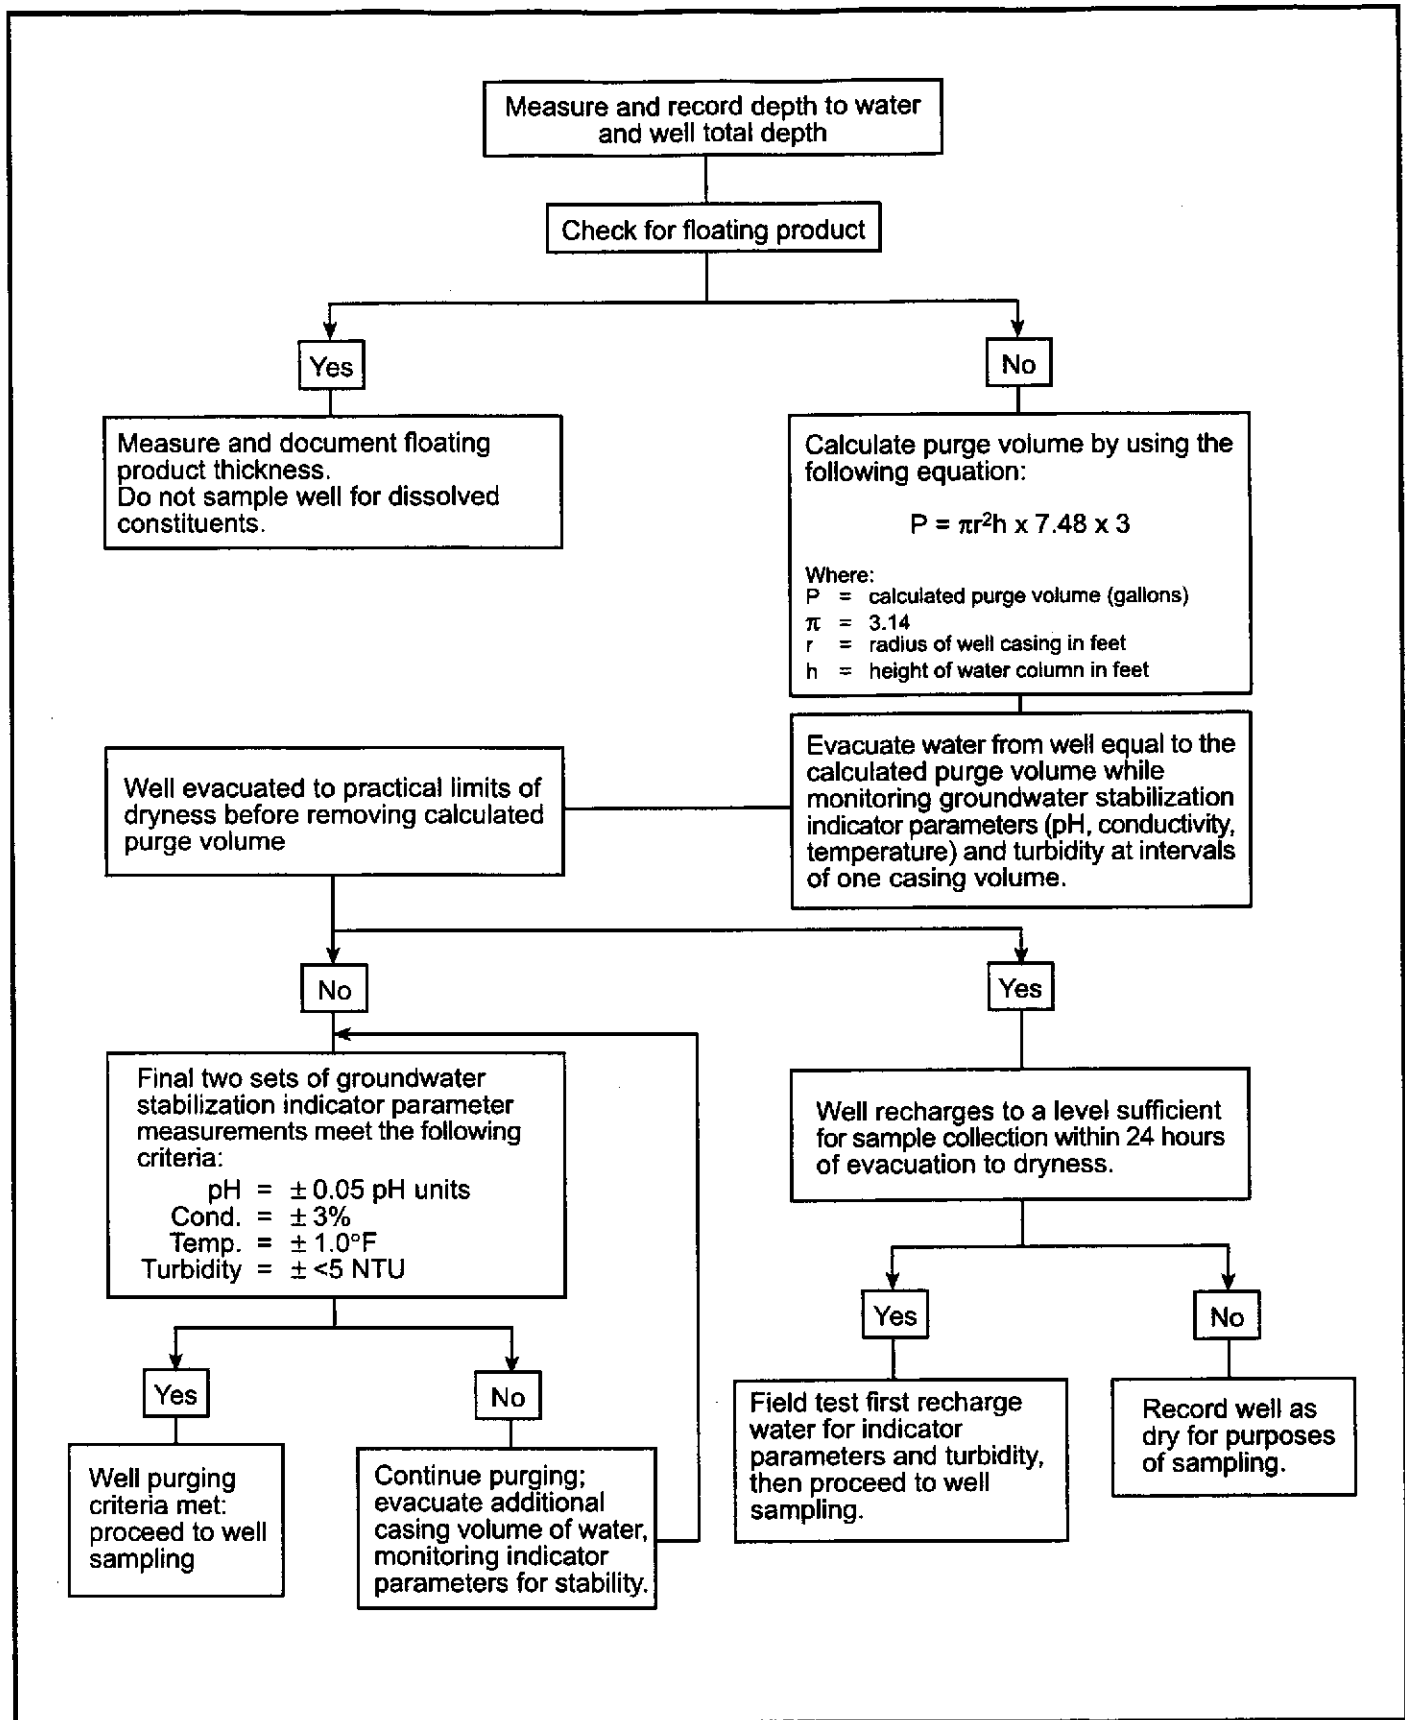 Measure and record depth to water
and well total depth
Check for floating product
Yes
No
Measure and document floating
product thickness.
Do not sample well for dissolved
constituents.
Calculate purge volume by using the
following equation:
P = πr²h x 7.48 x 3
Where:
P = calculated purge volume (gallons)
π = 3.14
r = radius of well casing in feet
h = height of water column in feet
Evacuate water from well equal to the
calculated purge volume while
monitoring groundwater stabilization
indicator parameters (pH, conductivity,
temperature) and turbidity at intervals
of one casing volume.
Well evacuated to practical limits of
dryness before removing calculated
purge volume
No
Yes
Final two sets of groundwater
stabilization indicator parameter
measurements meet the following
criteria:
pH = ± 0.05 pH units
Cond. = ± 3%
Temp. = ± 1.0°F
Turbidity = ± <5 NTU
Well recharges to a level sufficient
for sample collection within 24 hours
of evacuation to dryness.
Yes
No
Yes
No
Well purging
criteria met:
proceed to well
sampling
Continue purging;
evacuate additional
casing volume of water,
monitoring indicator
parameters for stability.
Field test first recharge
water for indicator
parameters and turbidity,
then proceed to well
sampling.
Record well as
dry for purposes
of sampling.